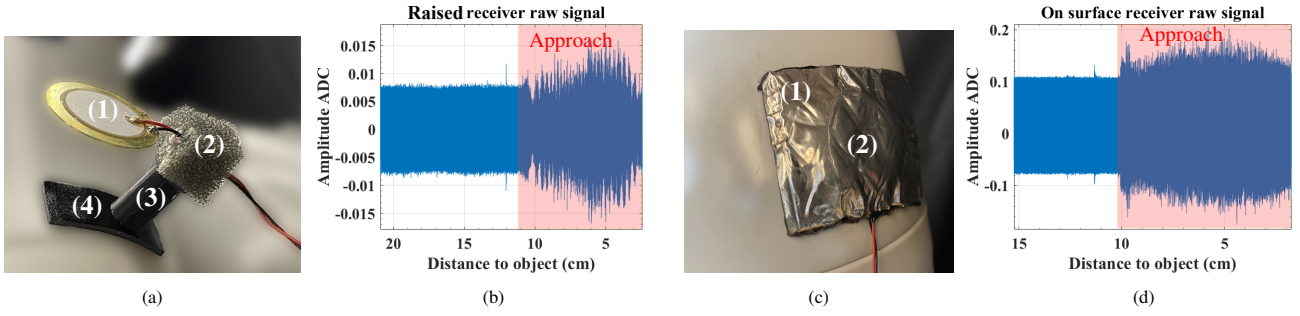 (1)
(2)
(3)
(4)
(a)
Raised receiver raw signal
Approach
0.015
0.01
0.005
0
-0.005
-0.01
-0.015
Amplitude ADC
20 15 10 5
Distance to object (cm)
(b)
(1)
(2)
(c)
On surface receiver raw signal
Approach
0.2
0.1
0
-0.1
Amplitude ADC
15 10 5
Distance to object (cm)
(d)